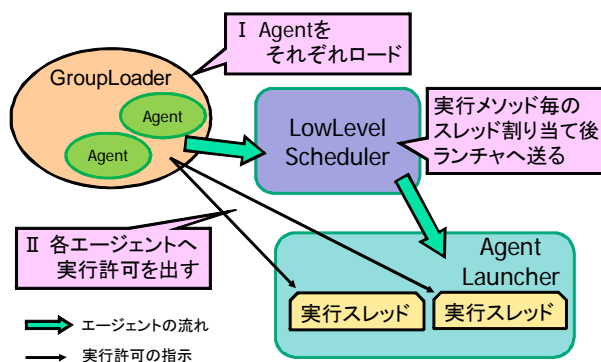 Ⅰ Agentを
それぞれロード
GroupLoader
Agent
Agent
LowLevel
Scheduler
実行メソッド毎の
スレッド割り当て後
ランチャへ送る
Ⅱ 各エージェントへ
実行許可を出す
Agent
Launcher
実行スレッド
実行スレッド
エージェントの流れ
実行許可の指示